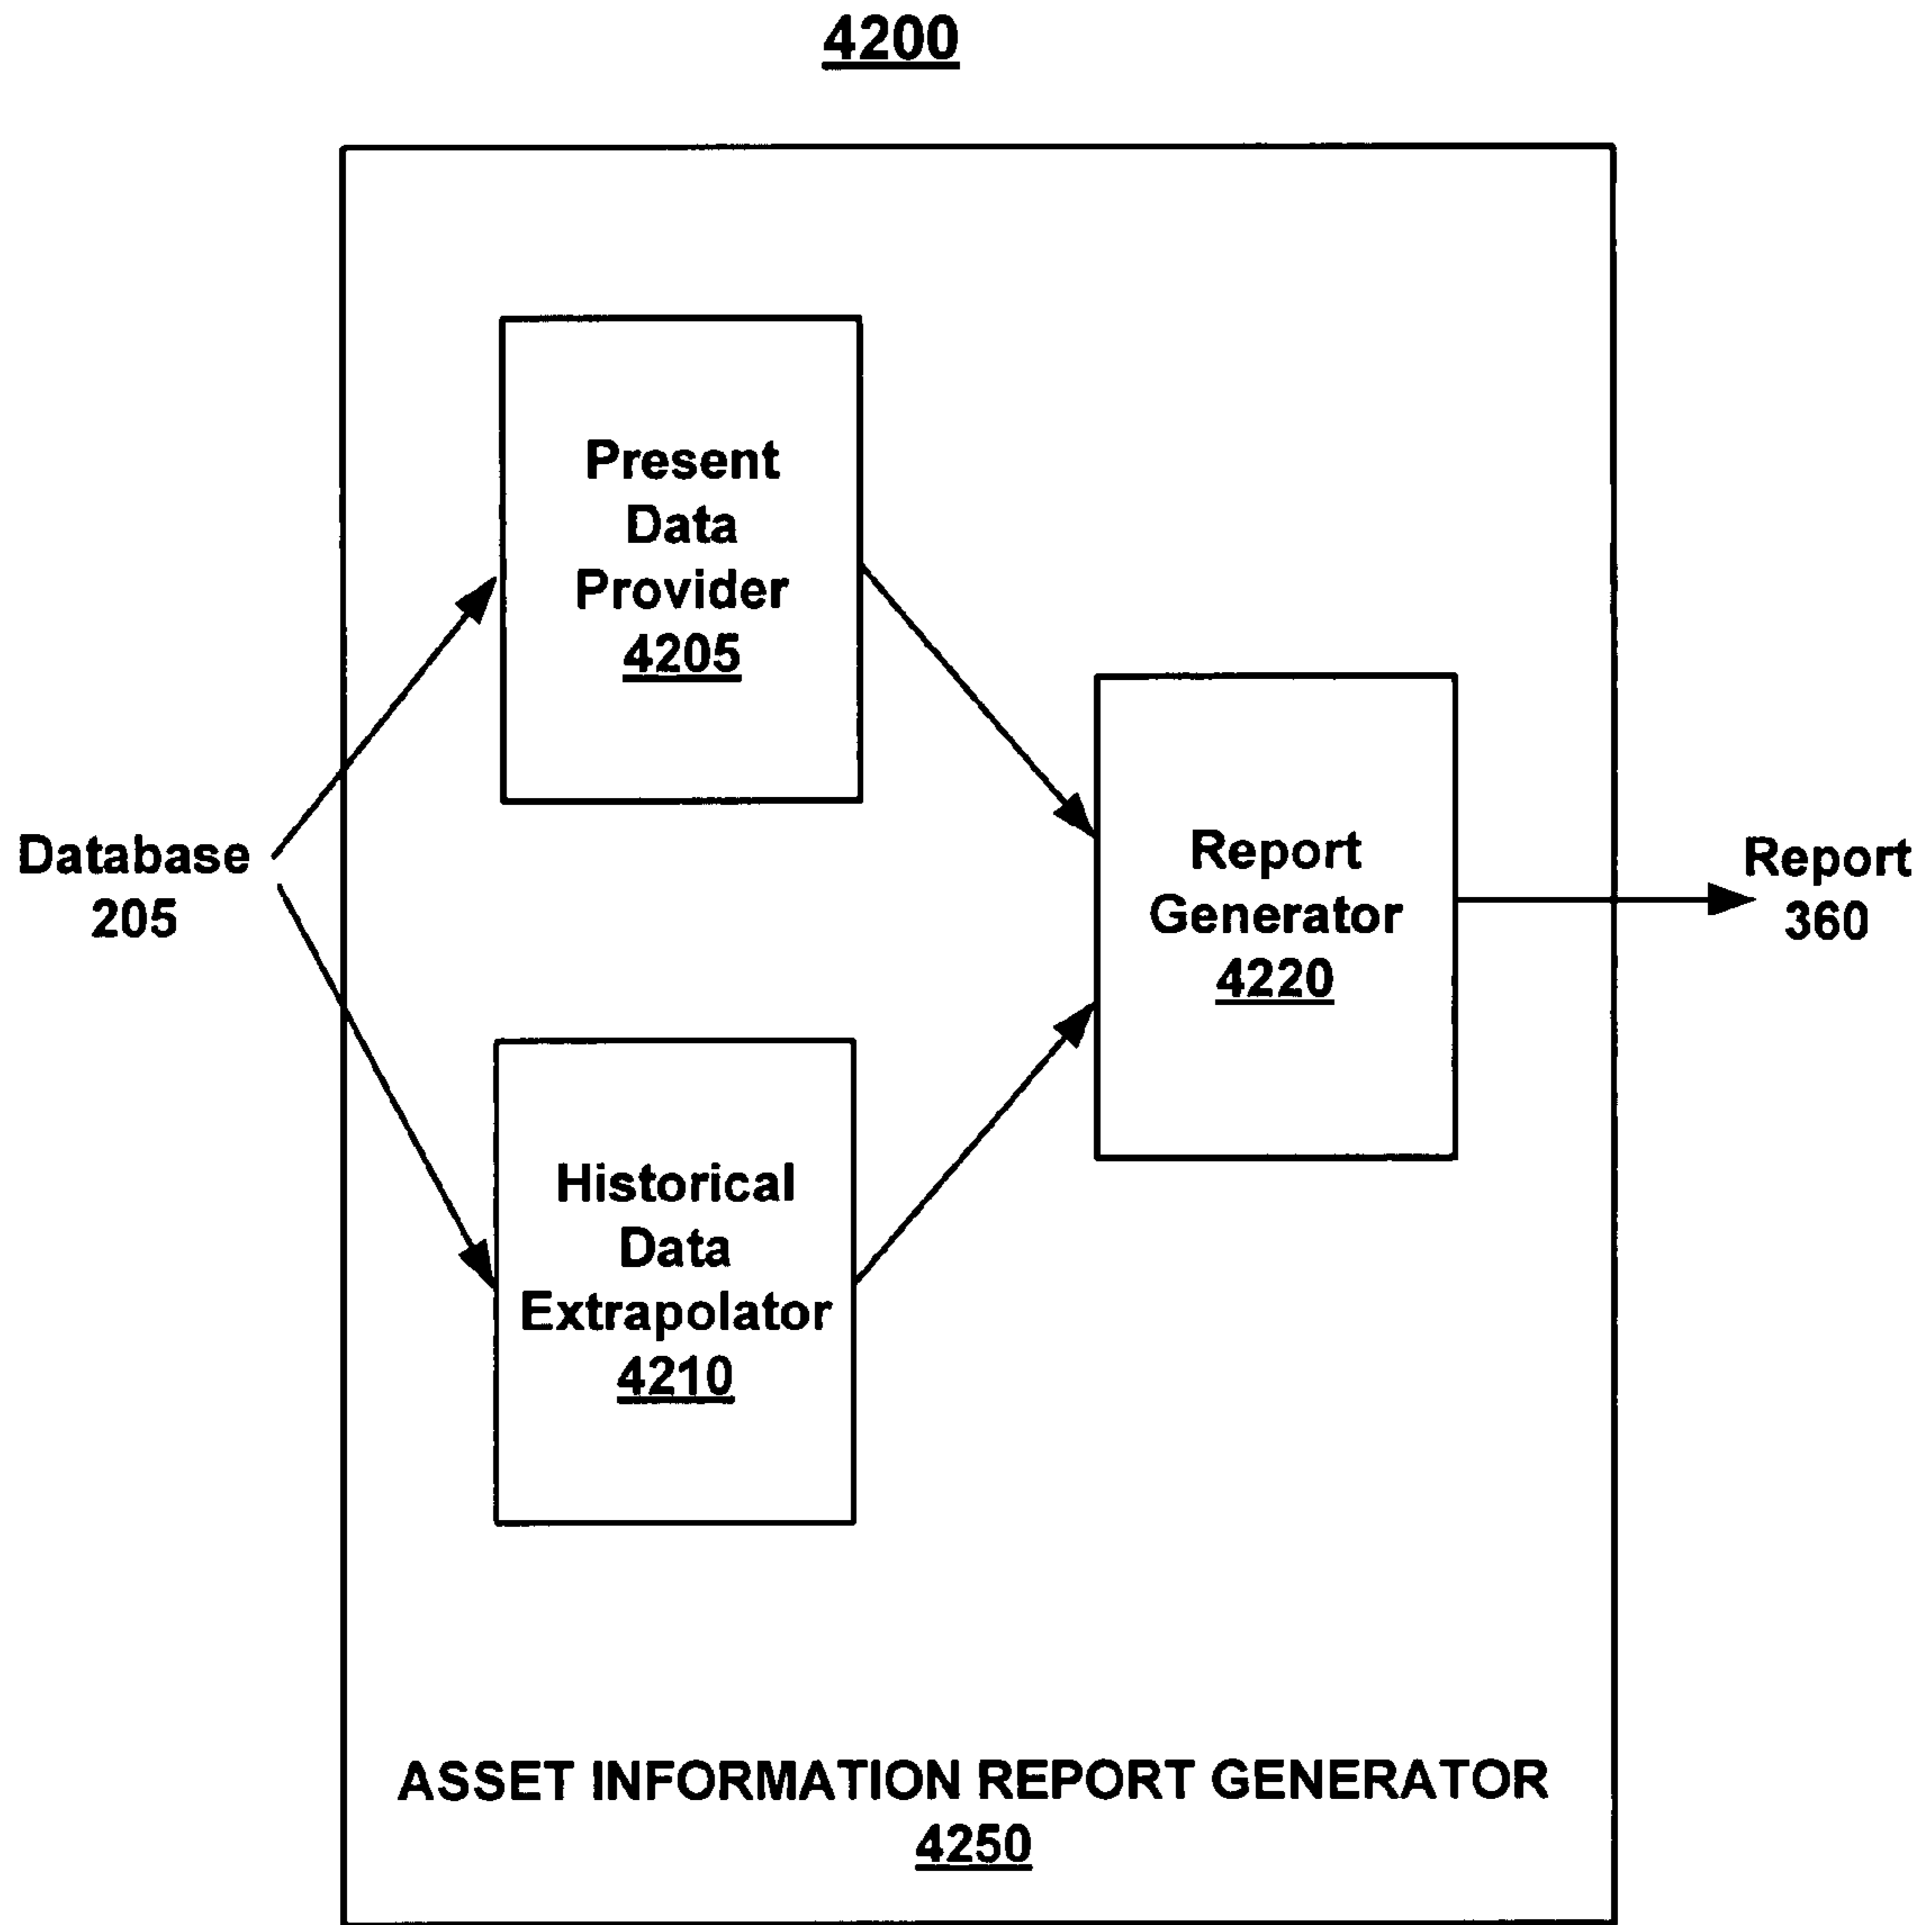 4200
Present
Data
Provider
4205
Database
205
Report
Generator
4220
Report
360
Historical
Data
Extrapolator
4210
ASSET INFORMATION REPORT GENERATOR
4250